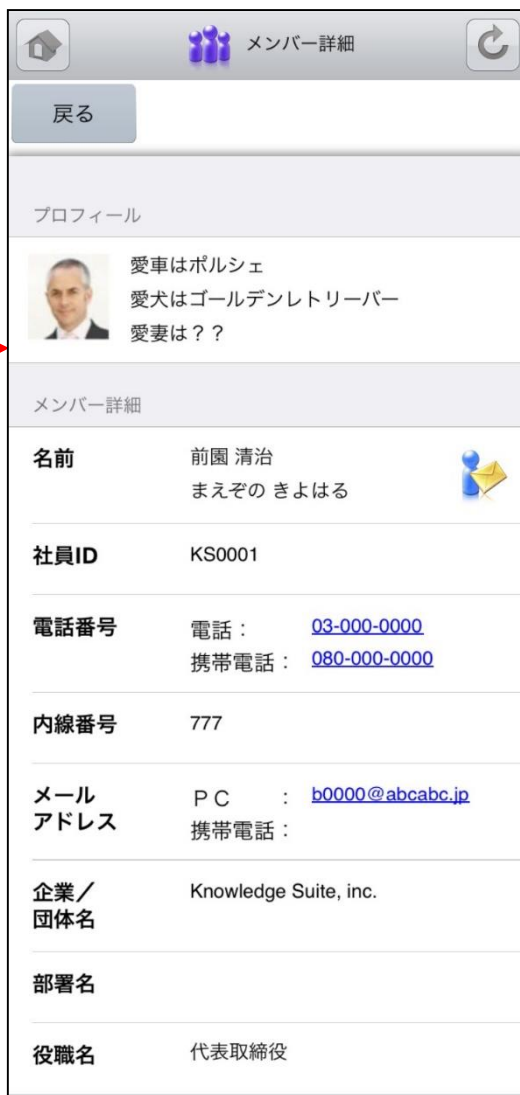 メンバー詳細
戻る
プロフィール
愛車はポルシェ
愛犬はゴールデンレトリーバー
愛妻は？？
メンバー詳細
名前 前園 清治
まえぞの きよはる
社員ID KS0001
電話番号 電話： 03-000-0000
携帯電話： 080-000-0000
内線番号 777
メール
アドレス ＰＣ ： b0000@abcabc.jp
携帯電話：
企業／
団体名 Knowledge Suite, inc.
部署名
役職名 代表取締役